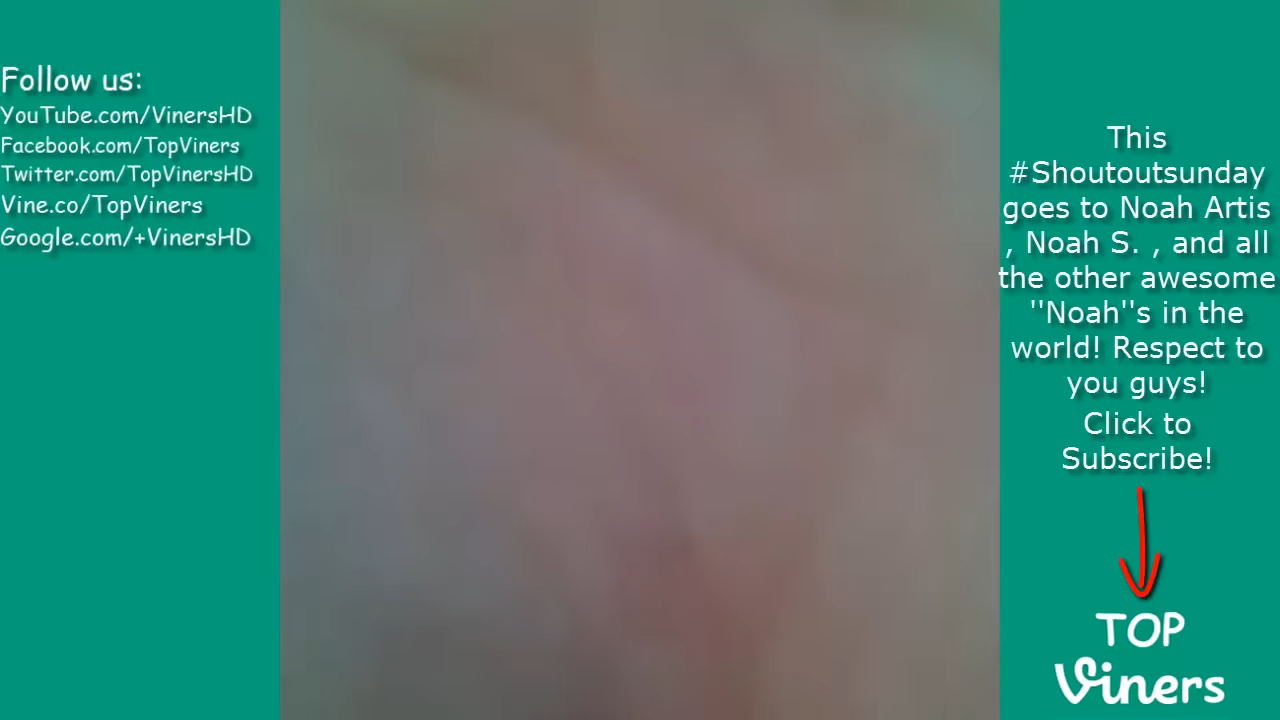 Follow us:
YouTube.com/VinersHD
Facebook.com/TopViners
Twitter.com/TopVinersHD
Vine.co/TopViners
Google.com/+VinersHD
This
#Shoutoutsunday
goes to Noah Artis
, Noah S. , and all
the other awesome
''Noah''s in the
world! Respect to
you guys!
Click to
Subscribe!
TOP
Viners